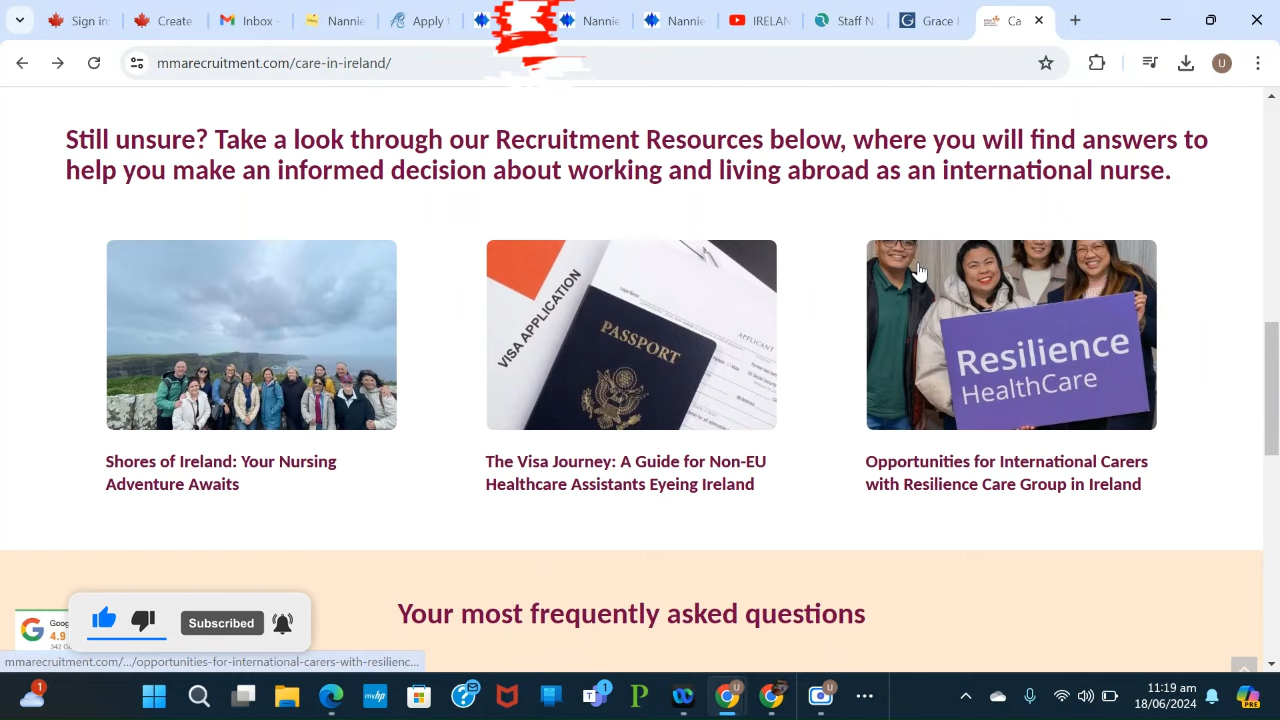 Sign in
Create
Inbox
Nannie
Apply
Nannie
Nannie
IRELAN
Staff N
Grace
Ca
mmarecruitment.com/care-in-ireland/
U
Still unsure? Take a look through our Recruitment Resources below, where you will find answers to
help you make an informed decision about working and living abroad as an international nurse.
VISA APPLICATION
PASSPORT
APPLICANT
Resilience
HealthCare
Shores of Ireland: Your Nursing
Adventure Awaits
The Visa Journey: A Guide for Non-EU
Healthcare Assistants Eyeing Ireland
Opportunities for International Carers
with Resilience Care Group in Ireland
Your most frequently asked questions
Subscribed
Goog
4.9
mmarecruitment.com/.../opportunities-for-international-carers-with-resilienc...
11:19 am
18/06/2024